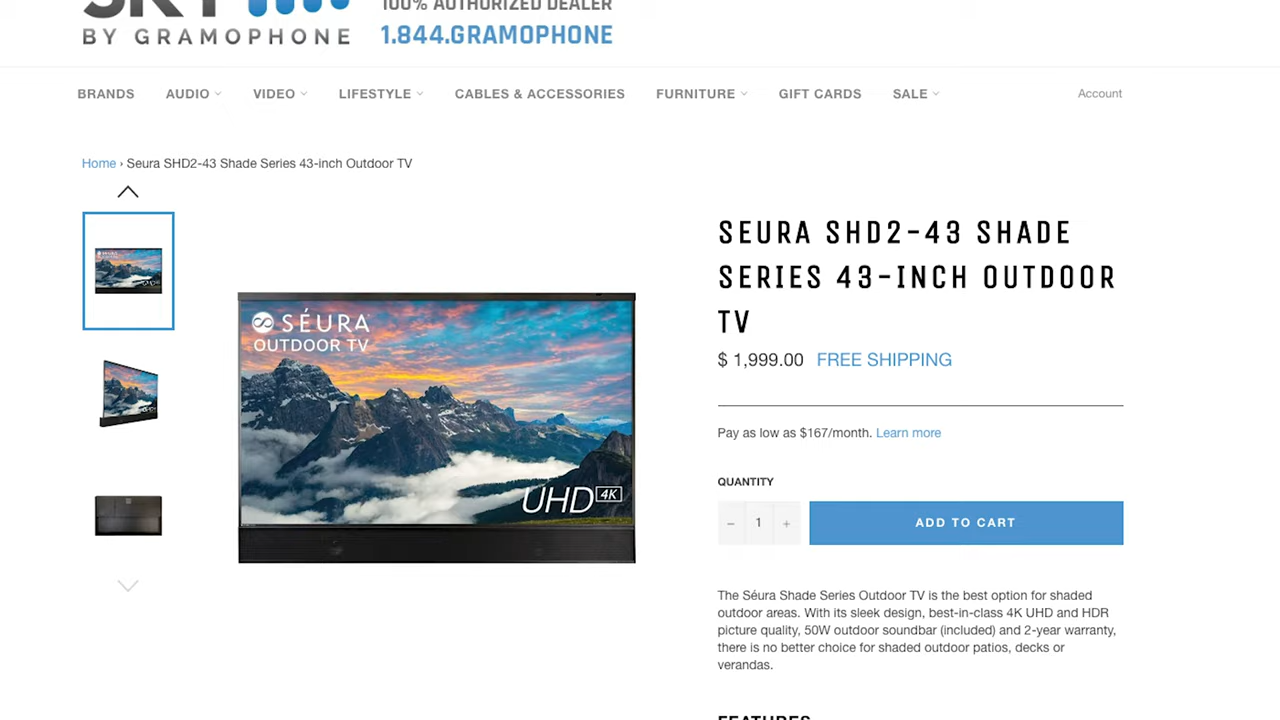 100% AUTHORIZED DEALER
BY GRAMOPHONE
1.844.GRAMOPHONE
BRANDS AUDIO VIDEO LIFESTYLE CABLES & ACCESSORIES FURNITURE GIFT CARDS SALE Account
Home › Seura SHD2-43 Shade Series 43-inch Outdoor TV
SEURA SHD2-43 SHADE
SERIES 43-INCH OUTDOOR
TV
$ 1,999.00 FREE SHIPPING
Pay as low as $167/month. Learn more
QUANTITY
− 1 + ADD TO CART
The Séura Shade Series Outdoor TV is the best option for shaded
outdoor areas. With its sleek design, best-in-class 4K UHD and HDR
picture quality, 50W outdoor soundbar (included) and 2-year warranty,
there is no better choice for shaded outdoor patios, decks or
verandas.
FEATURES
SÉURA
OUTDOOR TV
UHD 4K